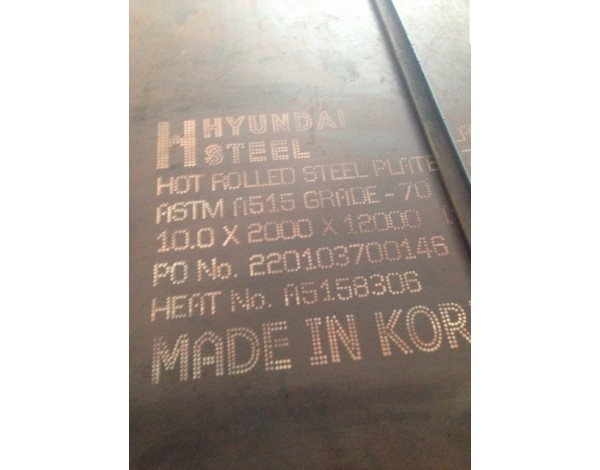 H HYUNDAI
STEEL
HOT ROLLED STEEL PLATE
ASTM A515 GRADE-70
10.0 X 2000 X 12000
PO No. 220103700146
HEAT No. A5158306
MADE IN KOR